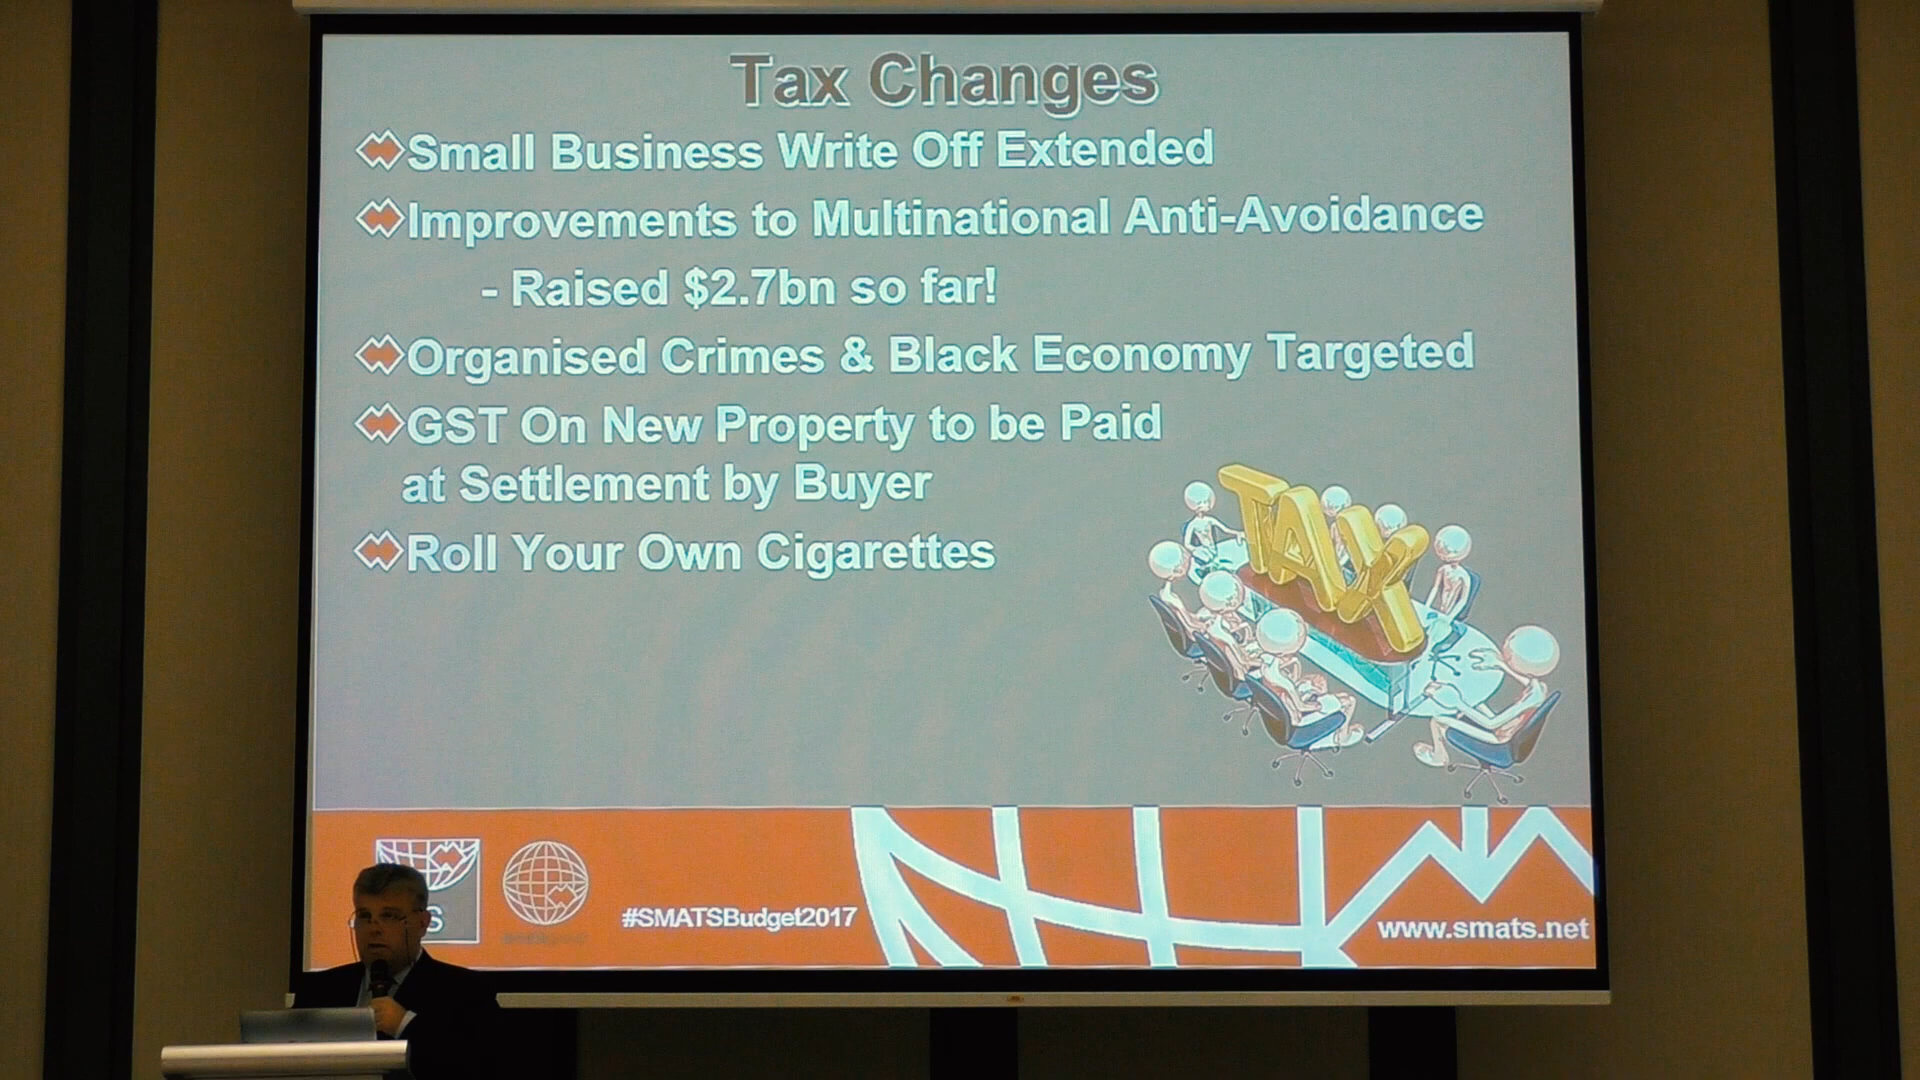 Tax Changes
Small Business Write Off Extended
Improvements to Multinational Anti-Avoidance
- Raised $2.7bn so far!
Organised Crimes & Black Economy Targeted
GST On New Property to be Paid
at Settlement by Buyer
Roll Your Own Cigarettes
TAX
S
#SMATSBudget2017
www.smats.net